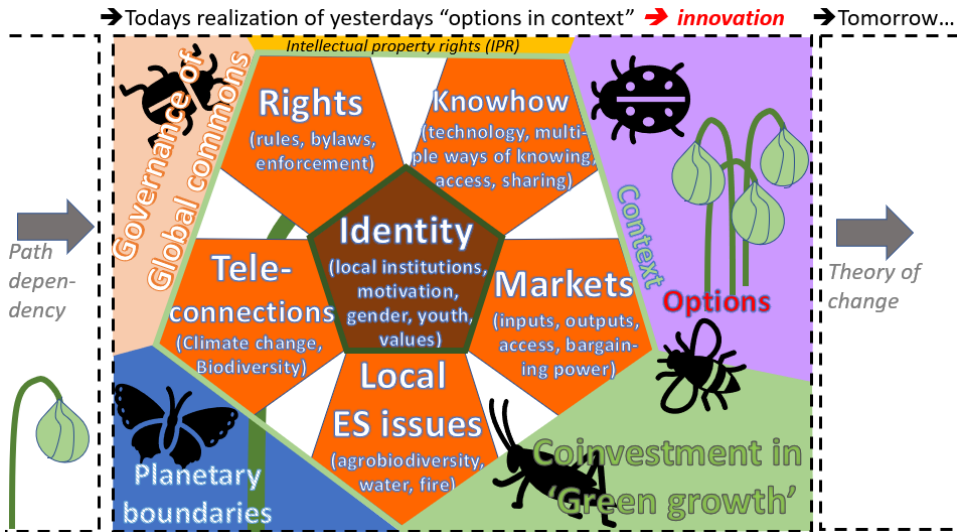 ➔Todays realization of yesterdays “options in context” ➔ innovation ➔Tomorrow...
Intellectual property rights (IPR)
Governance of
Global commons
Rights
(rules, bylaws,
enforcement)
Knowhow
(technology, multi-
ple ways of knowing,
access, sharing)
Context
Identity
(local institutions,
motivation,
gender, youth,
values)
Path
depen-
dency
Tele-
connections
(Climate change,
Biodiversity)
Markets
(inputs, outputs,
access, bargain-
ing power)
Options
Theory of
change
Local
ES issues
(agrobiodiversity,
water, fire)
Planetary
boundaries
Coinvestment in
‘Green growth’